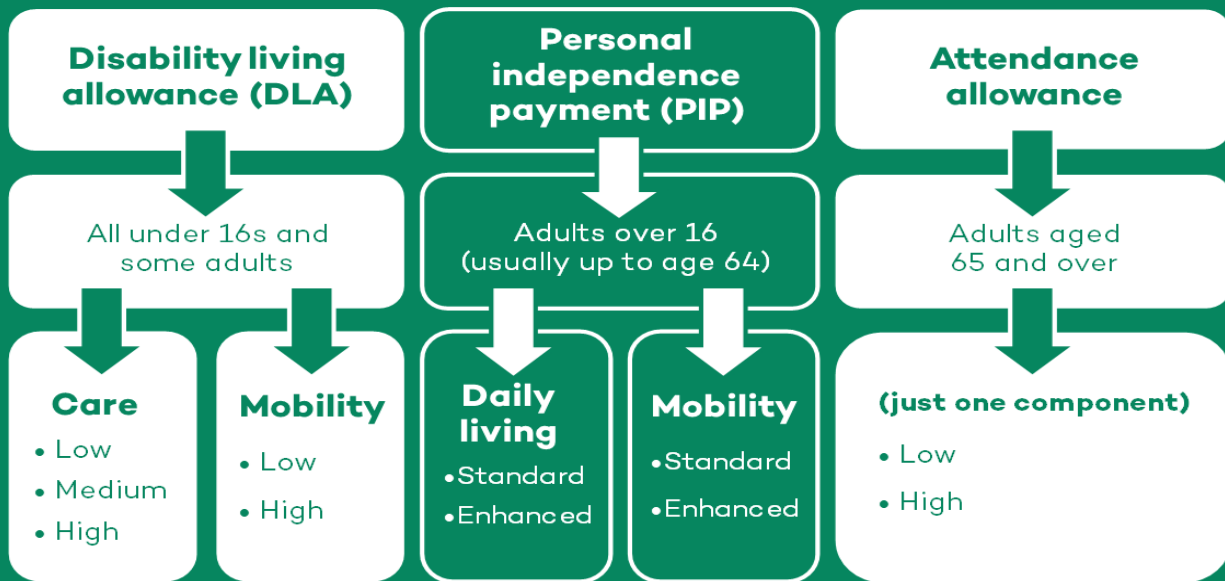 Disability living
allowance (DLA)
Personal
independence
payment (PIP)
Attendance
allowance
All under 16s and
some adults
Adults over 16
(usually up to age 64)
Adults aged
65 and over
Care
• Low
• Medium
• High
Mobility
• Low
• High
Daily
living
•Standard
•Enhanced
Mobility
•Standard
•Enhanced
(just one component)
• Low
• High